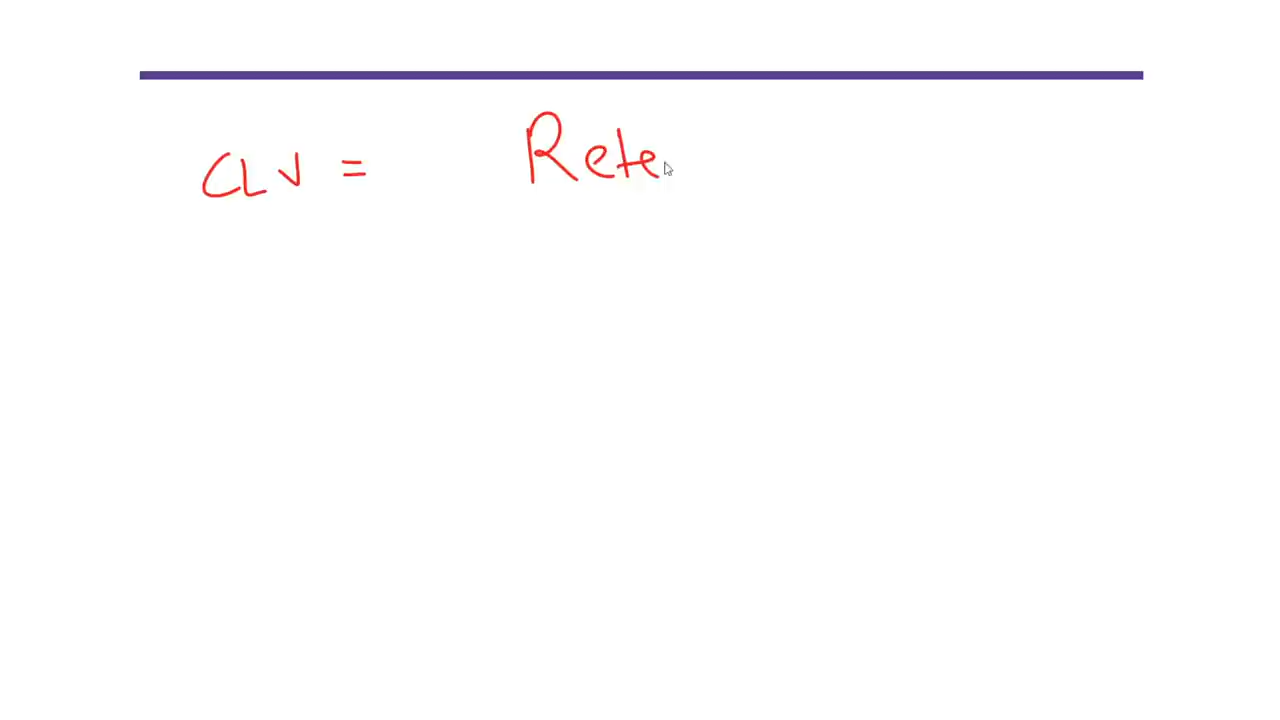 CLV = Rete